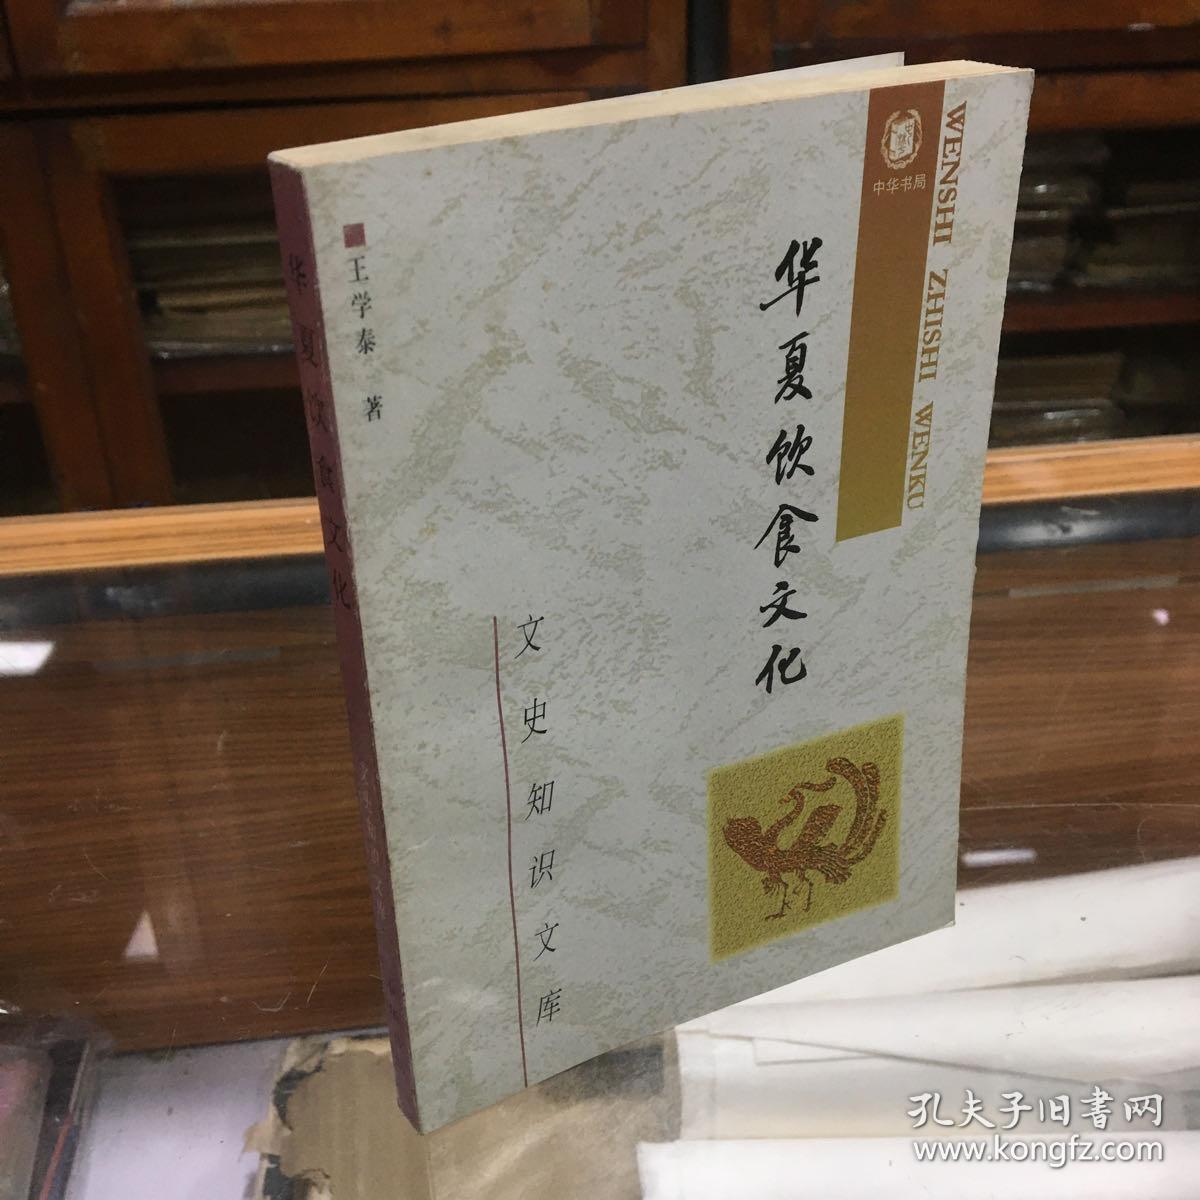 WENSHI ZHISHI WENKU
中华书局
华夏饮食文化
王学泰 著
文史知识文库
华夏饮食文化
孔夫子旧書网
www.kongfz.com